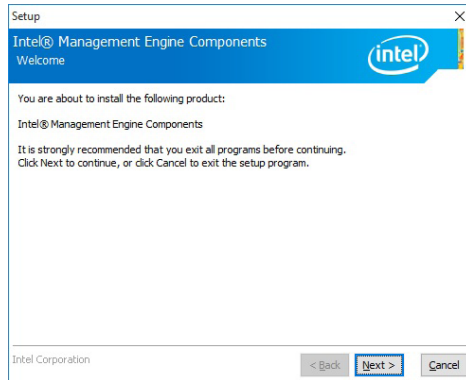 Setup
Intel® Management Engine Components
Welcome
intel
You are about to install the following product:
Intel® Management Engine Components
It is strongly recommended that you exit all programs before continuing.
Click Next to continue, or click Cancel to exit the setup program.
Intel Corporation
< Back
Next >
Cancel